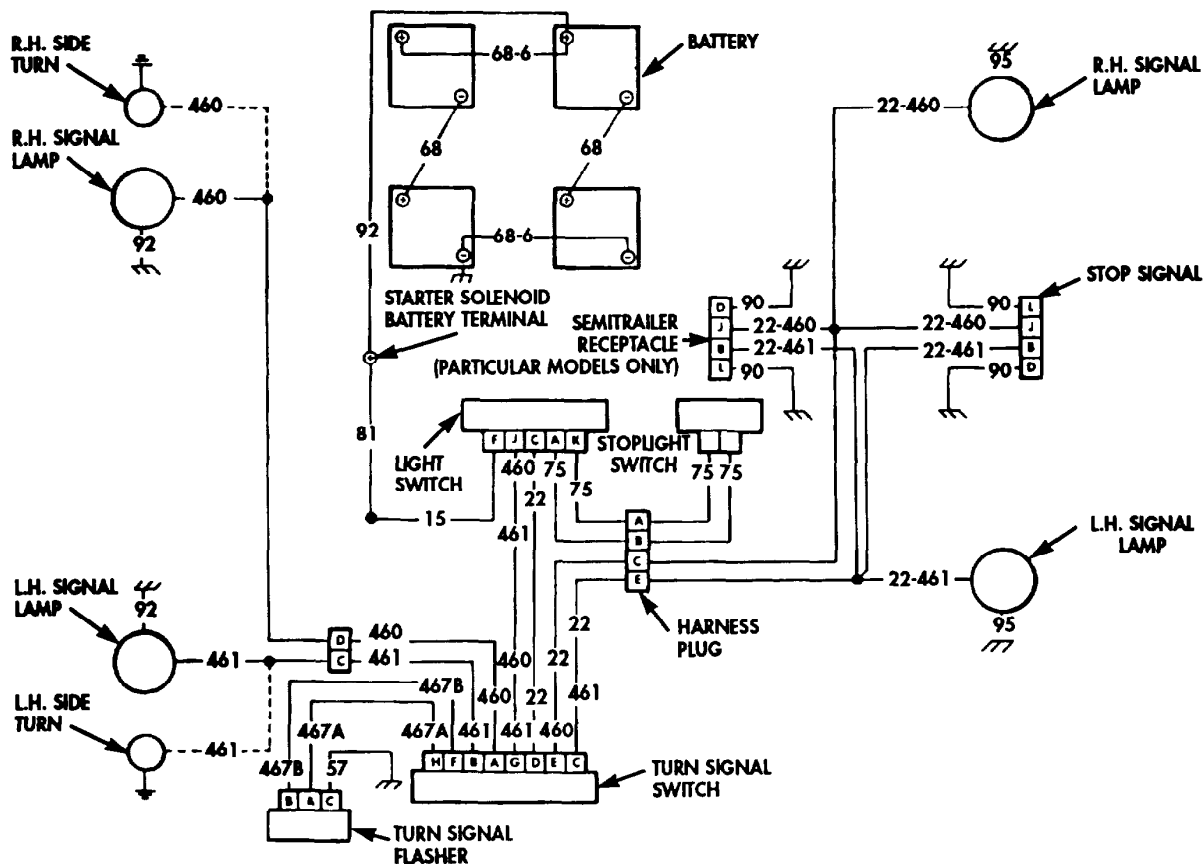 R.H. SIDE
TURN
460
R.H. SIGNAL
LAMP
460
92
68-6
BATTERY
68
68
68-6
92
STARTER SOLENOID
BATTERY TERMINAL
81
15
95
R.H. SIGNAL
LAMP
22-460
SEMITRAILER
RECEPTACLE
(PARTICULAR MODELS ONLY)
D
J
B
L
90
22-460
22-461
90
STOP SIGNAL
90
22-460
22-461
90
L
J
B
D
LIGHT
SWITCH
F J C A K
460
22
75
75
461
STOPLIGHT
SWITCH
75 75
A
B
C
E
HARNESS
PLUG
L.H. SIGNAL
LAMP
22-461
95
L.H. SIGNAL
LAMP
92
461
L.H. SIDE
TURN
461
D
C
460
461
467B
467A
467B
467A
57
461
460
460
461
22
22
460
22
461
H F B A G D E C
TURN SIGNAL
SWITCH
B & C
TURN SIGNAL
FLASHER